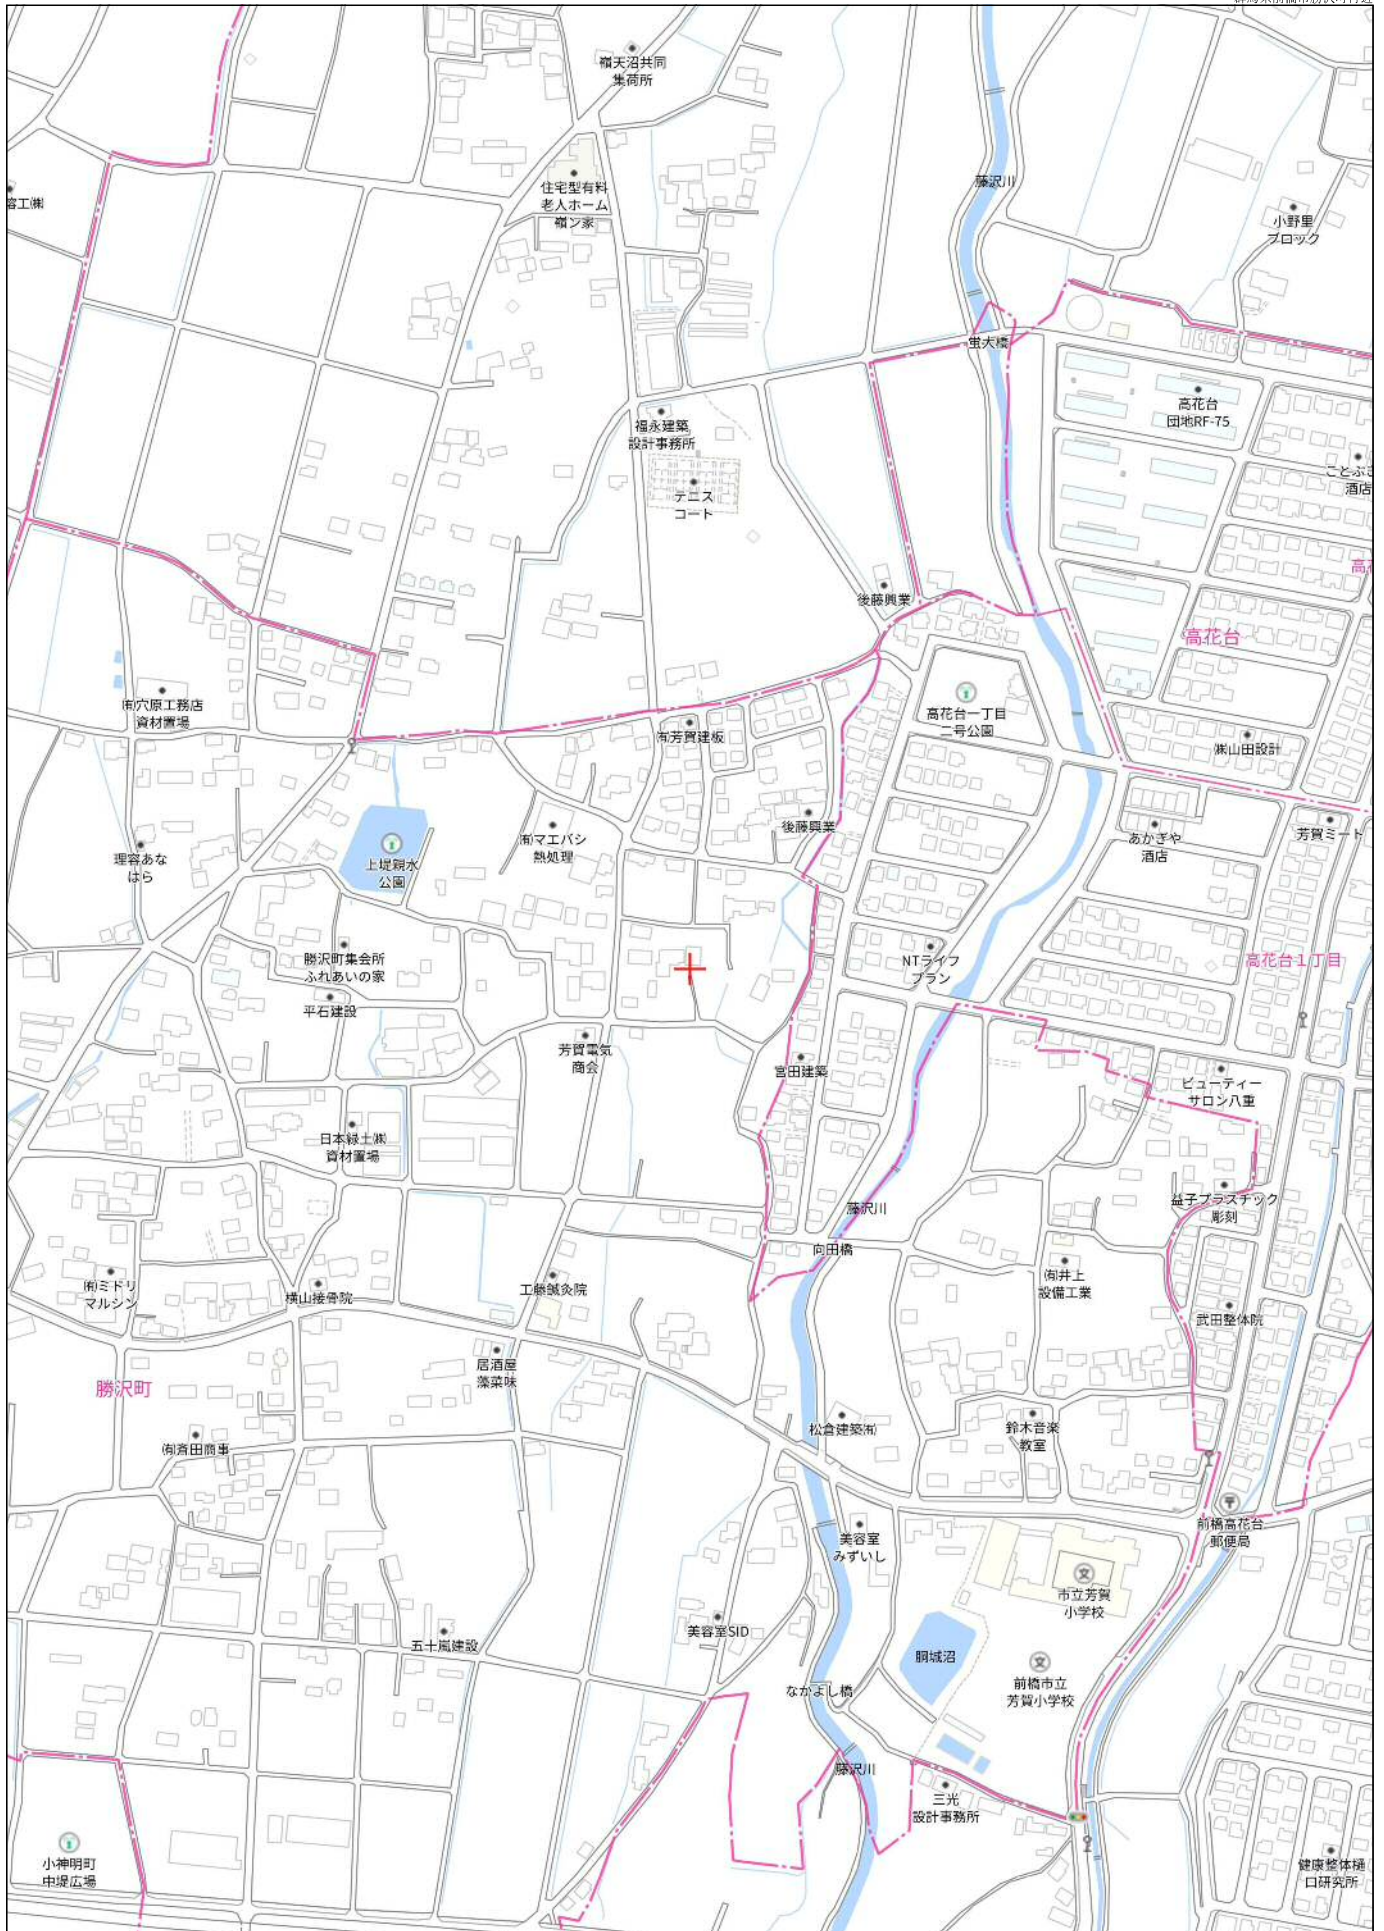 嶺天沼共同
集荷所
藤沢川
住宅型有料
老人ホーム
嶺ン家
容工㈱
小野里
ブロック
蛍大橋
高花台
団地RF-75
福永建築
設計事務所
ことぶき
酒店
テニス
コート
後藤興業
高花台
㈲穴原工務店
資材置場
高花台一丁目
二号公園
㈲芳賀建板
㈱山田設計
後藤興業
芳賀ミート
㈲マエバシ
熱処理
あかぎや
酒店
理容あな
はら
上堤親水
公園
勝沢町集会所
ふれあいの家
NTライフ
プラン
高花台1丁目
平石建設
芳賀電気
商会
宮田建築
ビューティー
サロン八重
日本緑土㈱
資材置場
益子プラスチック
彫刻
藤沢川
向田橋
㈲ミドリ
マルシン
横山接骨院
工藤鍼灸院
㈲井上
設備工業
武田整体院
居酒屋
藻菜味
勝沢町
松倉建築㈲
鈴木音楽
教室
㈲斉田商事
前橋高花台
郵便局
美容室
みずいし
市立芳賀
小学校
美容室SID
五十嵐建設
胴城沼
前橋市立
芳賀小学校
なかよし橋
藤沢川
三光
設計事務所
小神明町
中堤広場
健康整体樋
口研究所